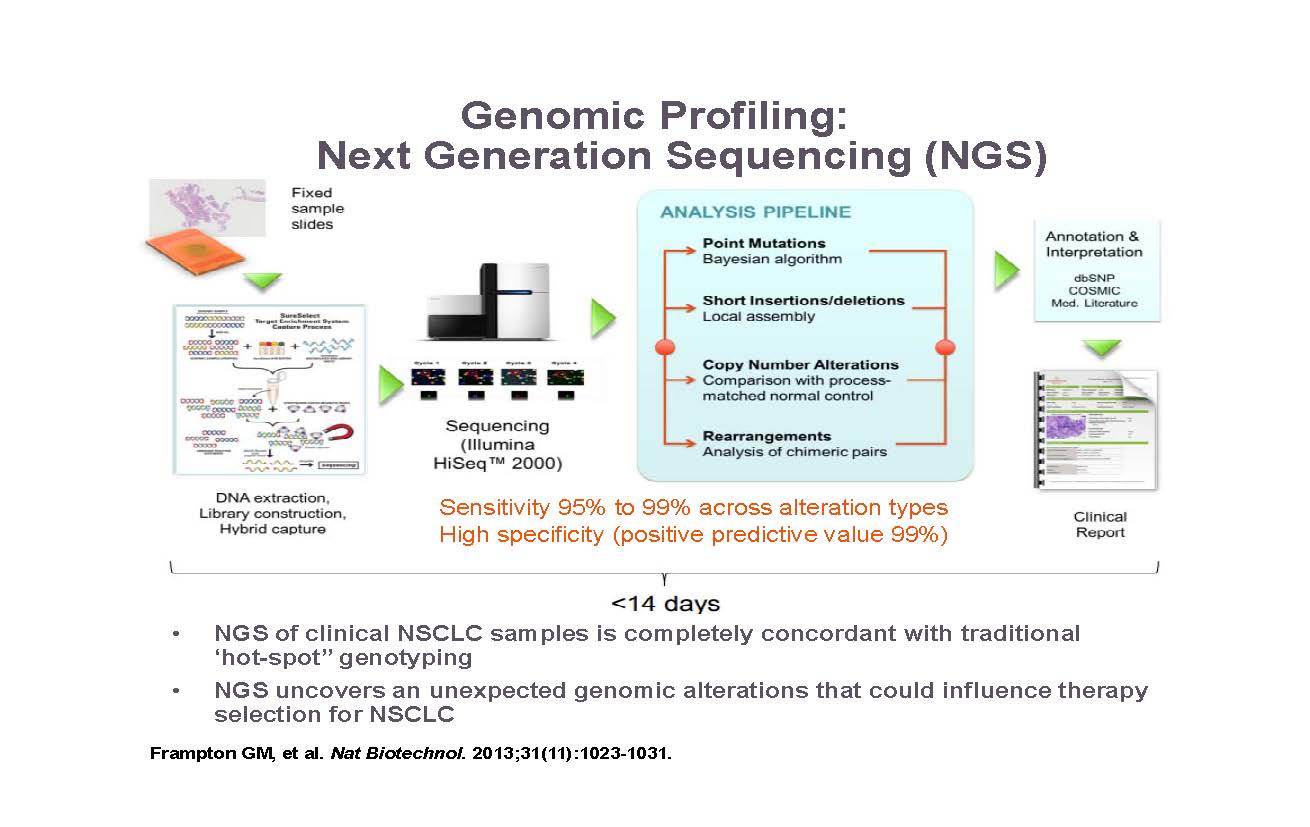 Genomic Profiling:
Next Generation Sequencing (NGS)
Fixed
sample
slides
SureSelect
Target Enrichment System
Capture Process
sequencing
DNA extraction,
Library construction,
Hybrid capture
Cycle 1
Cycle 2
Cycle 3
Cycle 4
Sequencing
(Illumina
HiSeq™ 2000)
ANALYSIS PIPELINE
Point Mutations
Bayesian algorithm
Short Insertions/deletions
Local assembly
Copy Number Alterations
Comparison with process-
matched normal control
Rearrangements
Analysis of chimeric pairs
Annotation &
Interpretation
dbSNP
COSMIC
Med. Literature
Clinical
Report
Sensitivity 95% to 99% across alteration types
High specificity (positive predictive value 99%)
<14 days
• NGS of clinical NSCLC samples is completely concordant with traditional
‘hot-spot” genotyping
• NGS uncovers an unexpected genomic alterations that could influence therapy
selection for NSCLC
Frampton GM, et al. Nat Biotechnol. 2013;31(11):1023-1031.